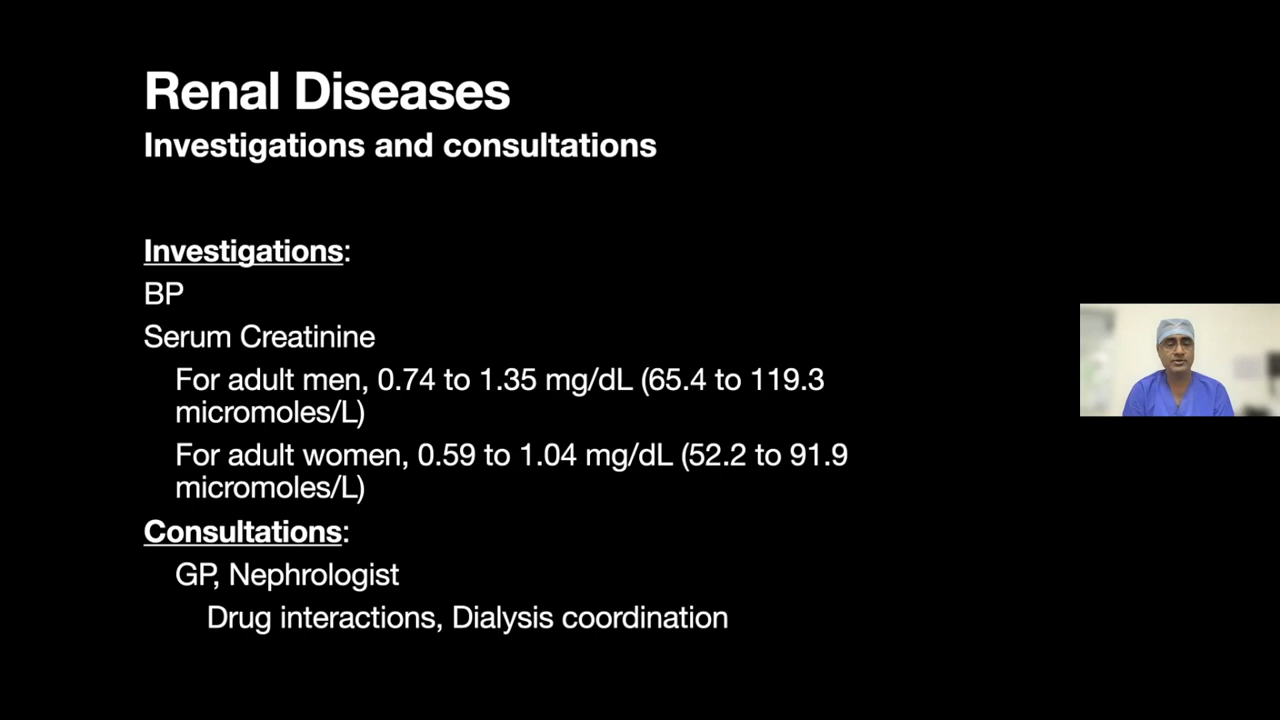 Renal Diseases
Investigations and consultations
Investigations:
BP
Serum Creatinine
For adult men, 0.74 to 1.35 mg/dL (65.4 to 119.3
micromoles/L)
For adult women, 0.59 to 1.04 mg/dL (52.2 to 91.9
micromoles/L)
Consultations:
GP, Nephrologist
Drug interactions, Dialysis coordination